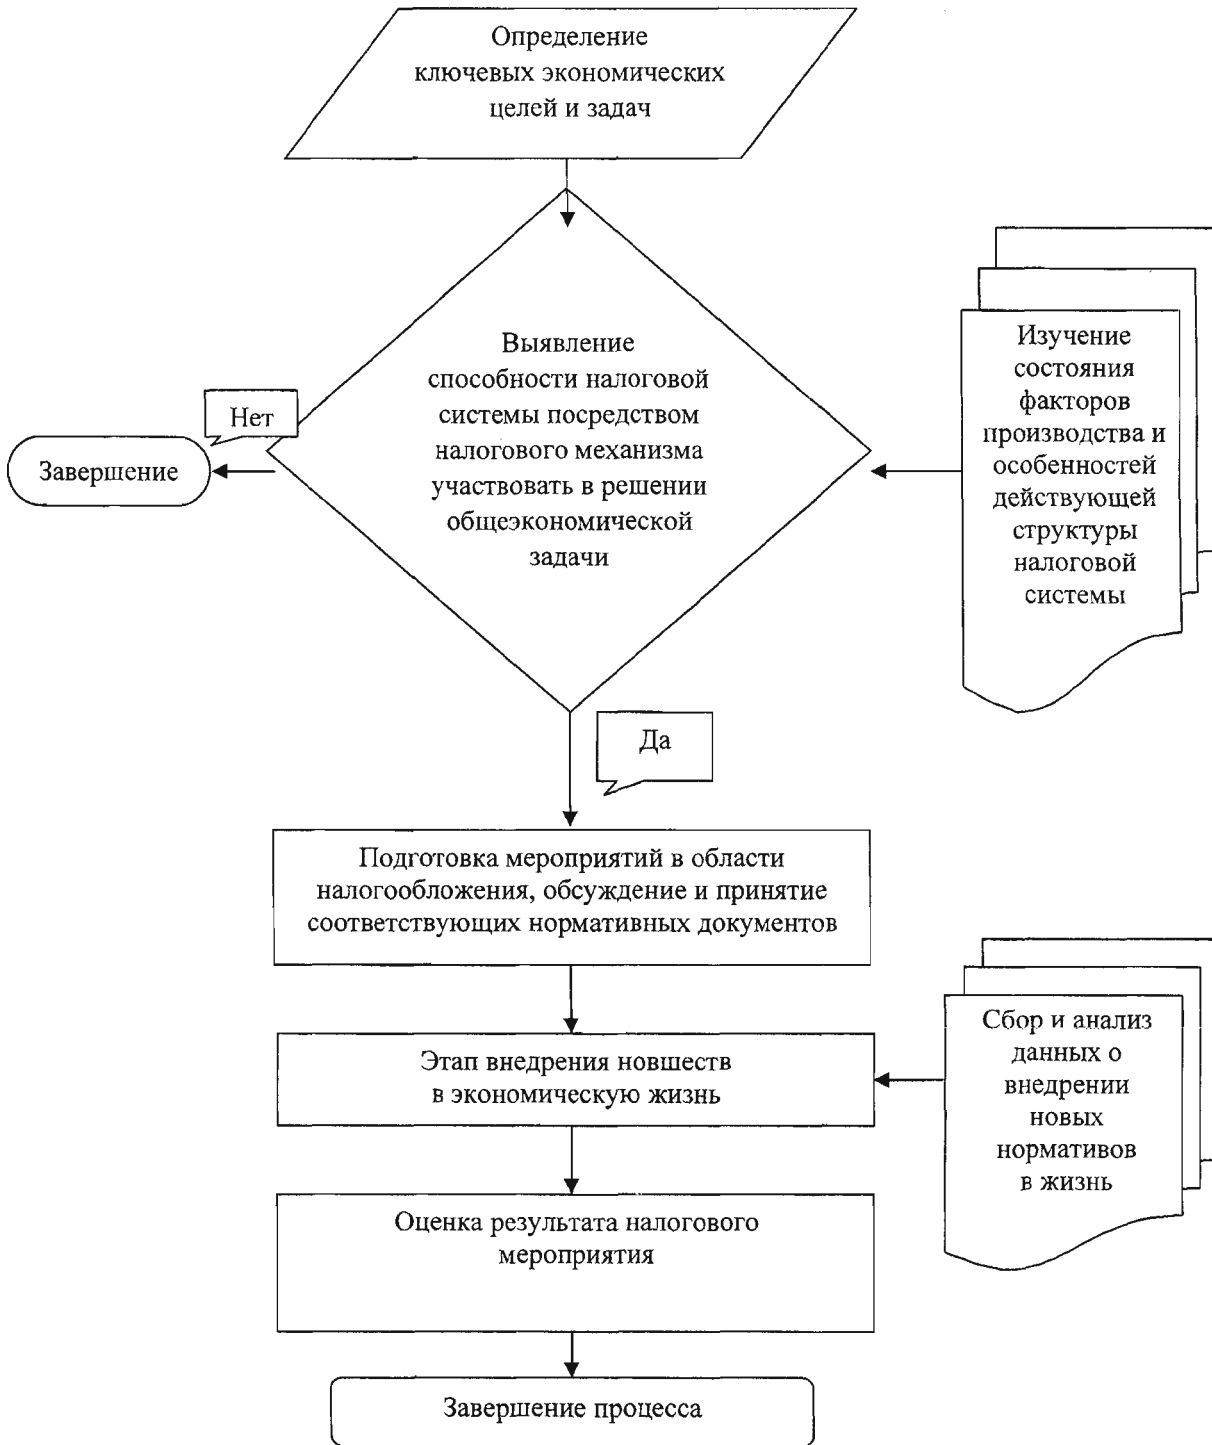 Определение
ключевых экономических
целей и задач
Выявление
способности налоговой
системы посредством
налогового механизма
участвовать в решении
общеэкономической
задачи
Нет
Завершение
Изучение
состояния
факторов
производства и
особенностей
действующей
структуры
налоговой
системы
Да
Подготовка мероприятий в области
налогообложения, обсуждение и принятие
соответствующих нормативных документов
Этап внедрения новшеств
в экономическую жизнь
Сбор и анализ
данных о
внедрении
новых
нормативов
в жизнь
Оценка результата налогового
мероприятия
Завершение процесса